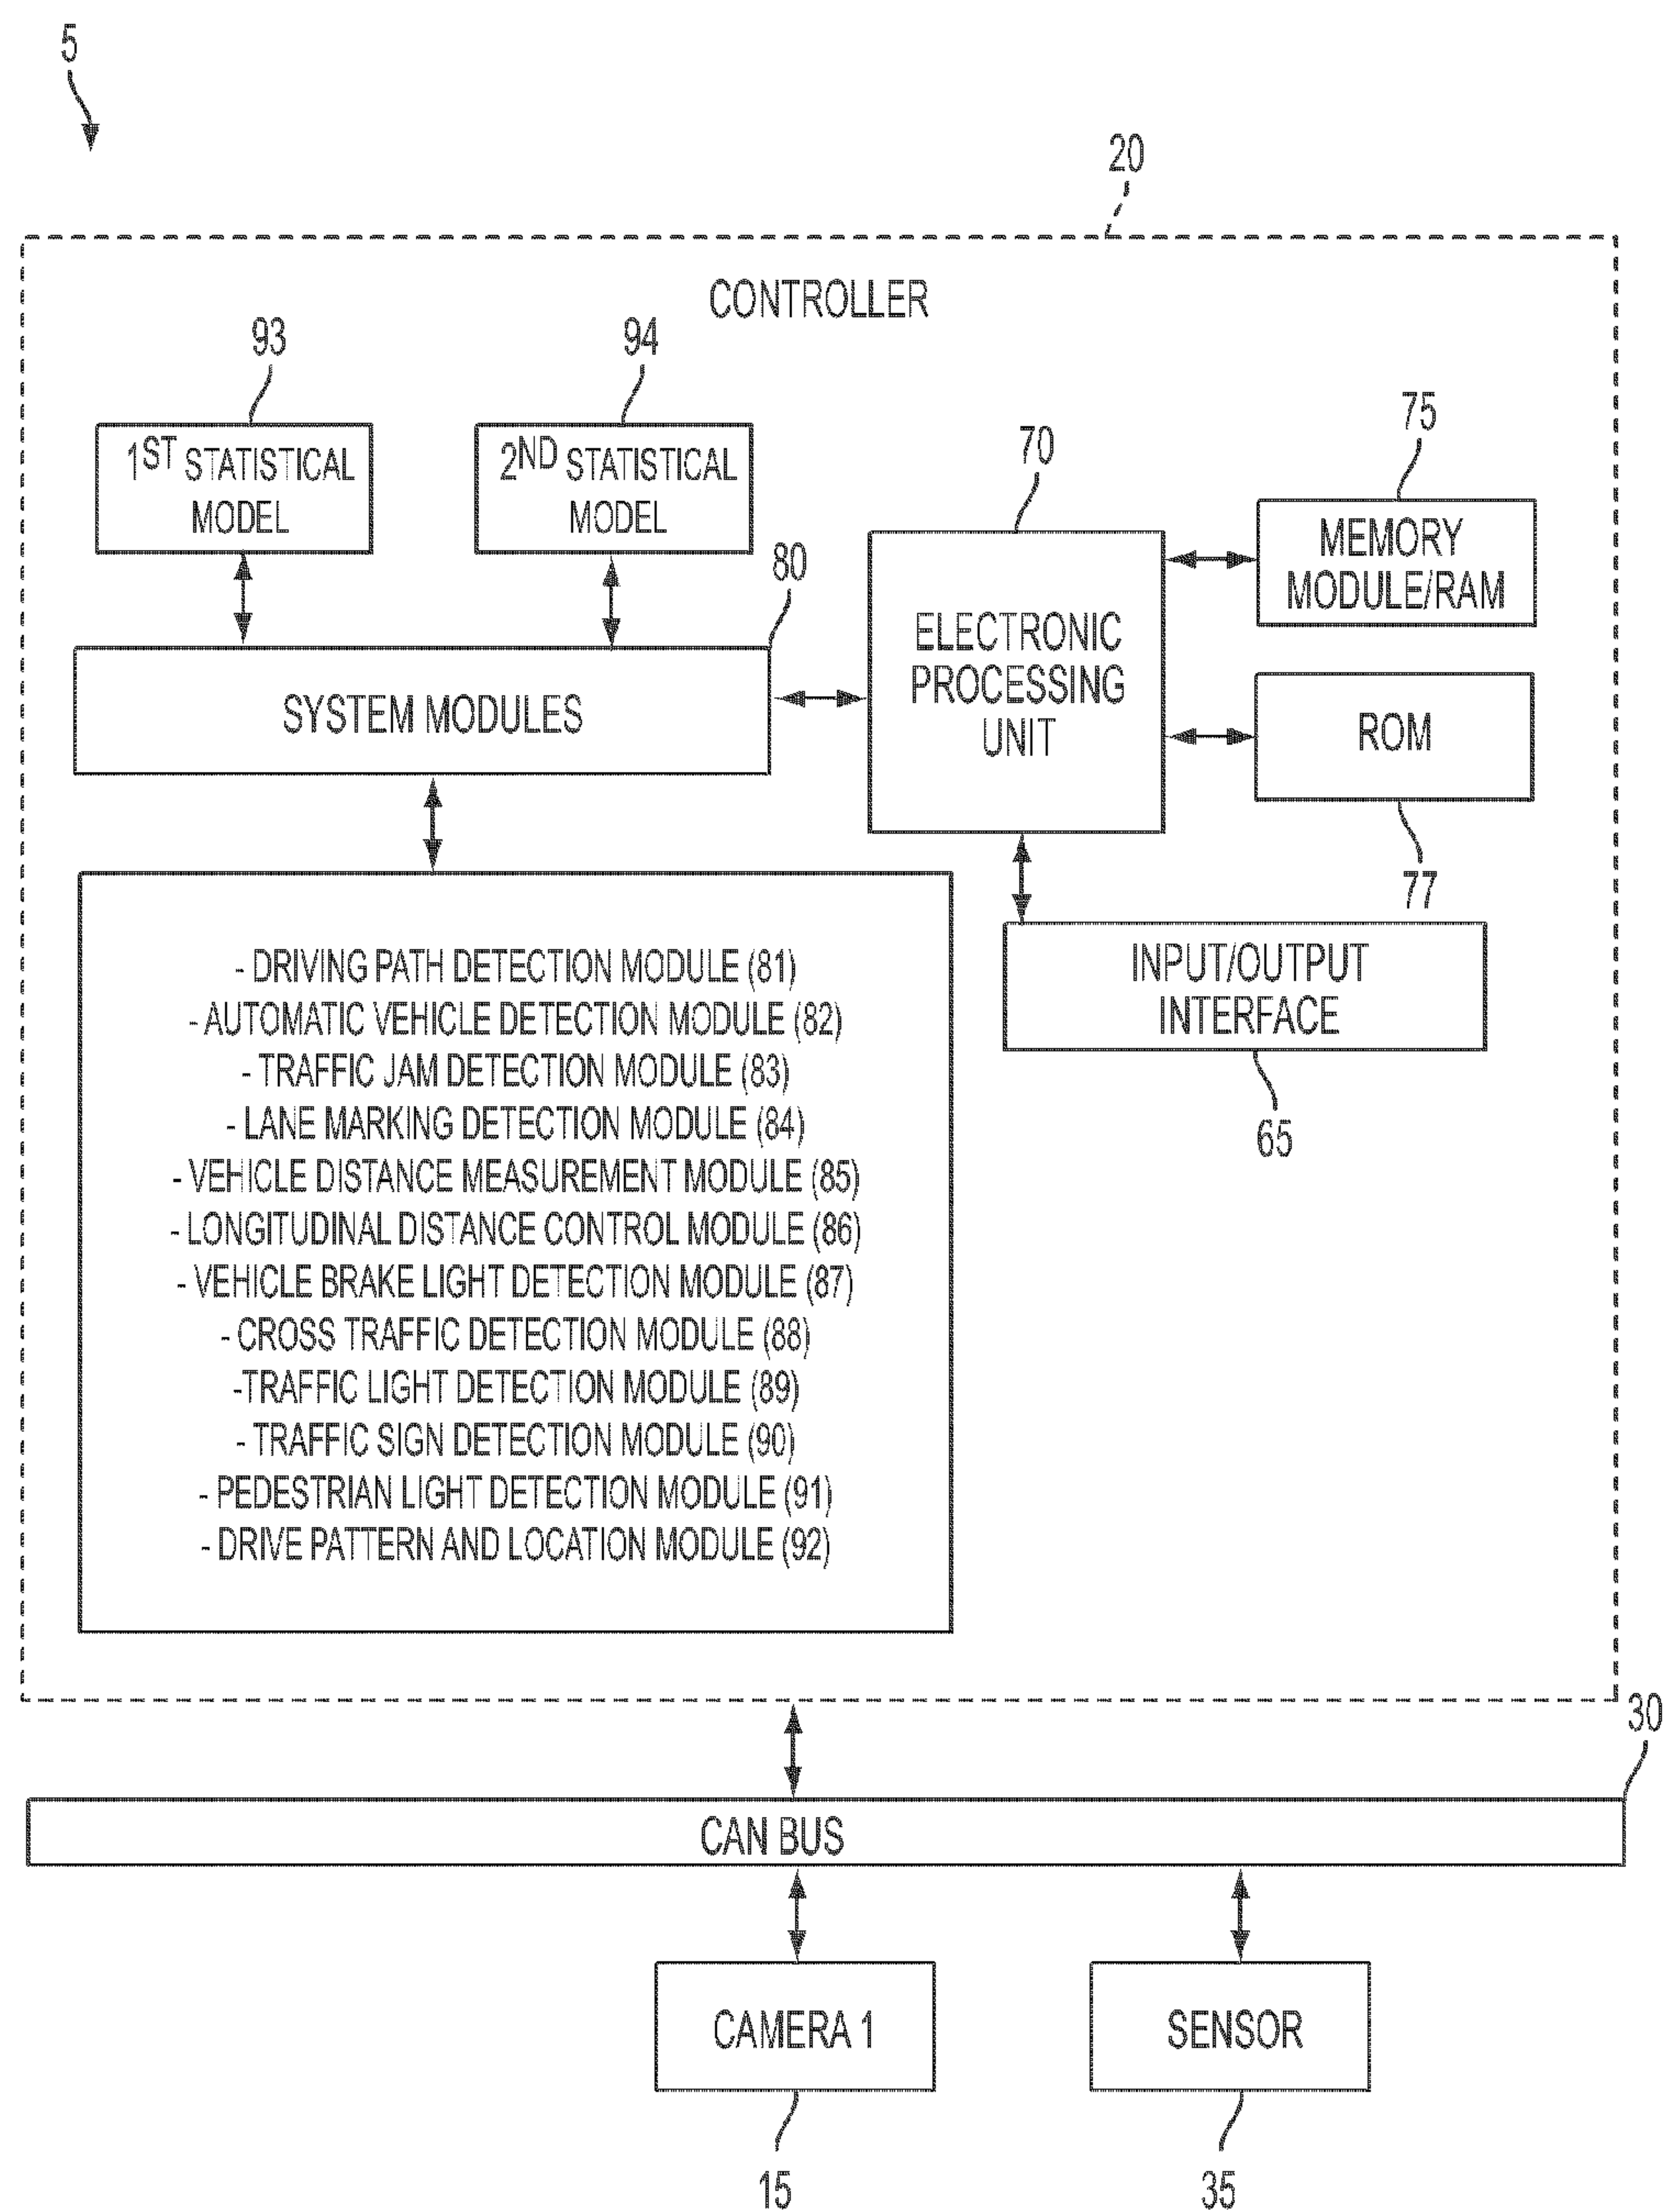 5
20
CONTROLLER
93
94
1ST STATISTICAL
MODEL
2ND STATISTICAL
MODEL
80
SYSTEM MODULES
70
ELECTRONIC
PROCESSING
UNIT
75
MEMORY
MODULE/RAM
ROM
77
INPUT/OUTPUT
INTERFACE
65
- DRIVING PATH DETECTION MODULE (81)
- AUTOMATIC VEHICLE DETECTION MODULE (82)
- TRAFFIC JAM DETECTION MODULE (83)
- LANE MARKING DETECTION MODULE (84)
- VEHICLE DISTANCE MEASUREMENT MODULE (85)
- LONGITUDINAL DISTANCE CONTROL MODULE (86)
- VEHICLE BRAKE LIGHT DETECTION MODULE (87)
- CROSS TRAFFIC DETECTION MODULE (88)
-TRAFFIC LIGHT DETECTION MODULE (89)
- TRAFFIC SIGN DETECTION MODULE (90)
- PEDESTRIAN LIGHT DETECTION MODULE (91)
- DRIVE PATTERN AND LOCATION MODULE (92)
30
CAN BUS
CAMERA 1
SENSOR
15
35